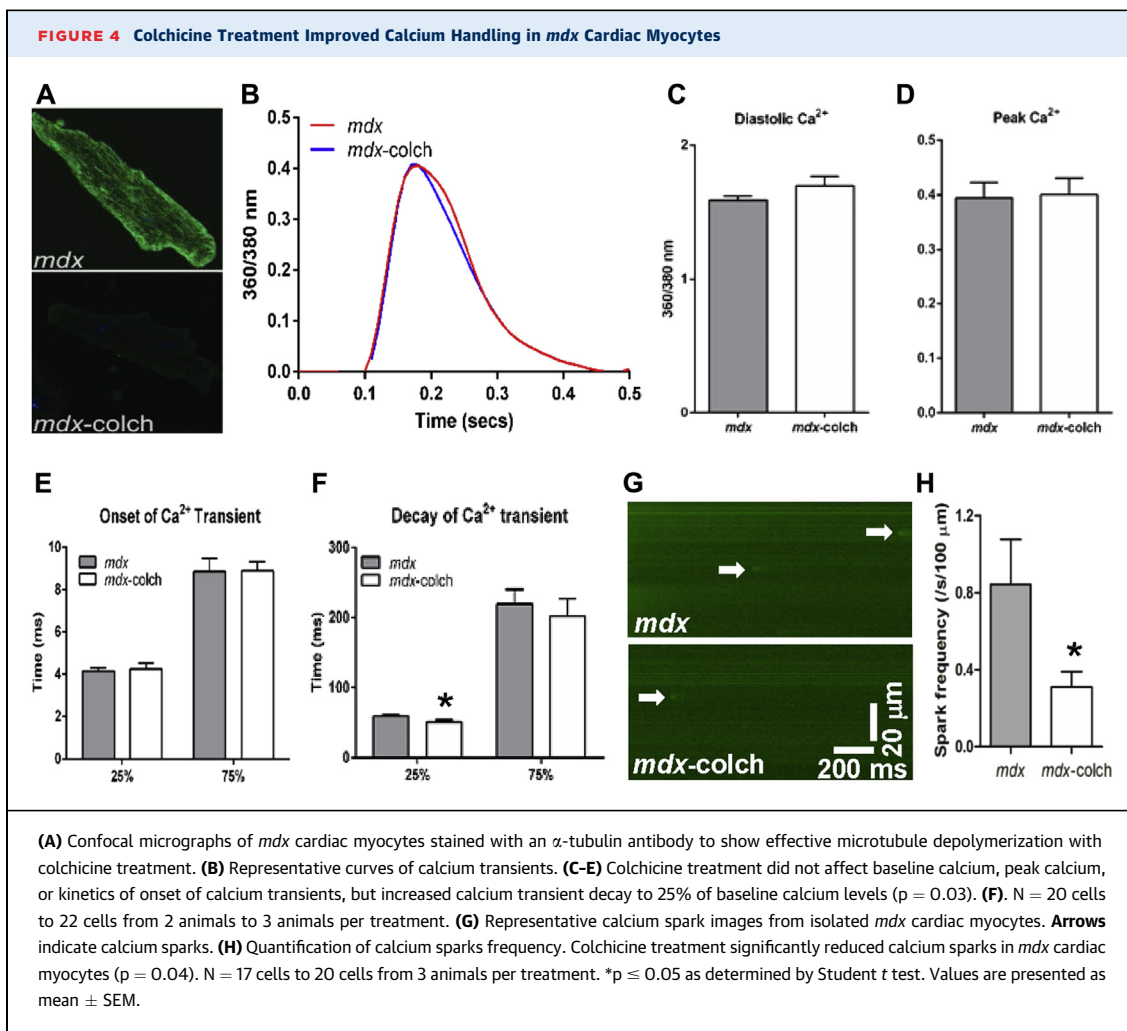 FIGURE 4 Colchicine Treatment Improved Calcium Handling in mdx Cardiac Myocytes
A
mdx
mdx-colch
B
mdx
mdx-colch
360/380 nm
0.5
0.4
0.3
0.2
0.1
0.0
0.0 0.1 0.2 0.3 0.4 0.5
Time (secs)
C
Diastolic Ca2+
360/380 nm
2
1
0
mdx mdx-colch
D
Peak Ca2+
0.5
0.4
0.3
0.2
0.1
0.0
mdx mdx-colch
E
Onset of Ca2+ Transient
mdx
mdx-colch
Time (ms)
10
8
6
4
2
0
25% 75%
F
Decay of Ca2+ transient
mdx
mdx-colch
Time (ms)
300
200
100
0
25% 75%
*
G
mdx
mdx-colch
20 μm
200 ms
H
Spark frequency (/s/100 μm)
1.2
0.8
0.4
0.0
*
mdx mdx-colch
(A) Confocal micrographs of mdx cardiac myocytes stained with an α-tubulin antibody to show effective microtubule depolymerization with
colchicine treatment. (B) Representative curves of calcium transients. (C-E) Colchicine treatment did not affect baseline calcium, peak calcium,
or kinetics of onset of calcium transients, but increased calcium transient decay to 25% of baseline calcium levels (p = 0.03). (F). N = 20 cells
to 22 cells from 2 animals to 3 animals per treatment. (G) Representative calcium spark images from isolated mdx cardiac myocytes. Arrows
indicate calcium sparks. (H) Quantification of calcium sparks frequency. Colchicine treatment significantly reduced calcium sparks in mdx cardiac
myocytes (p = 0.04). N = 17 cells to 20 cells from 3 animals per treatment. *p ≤ 0.05 as determined by Student t test. Values are presented as
mean ± SEM.